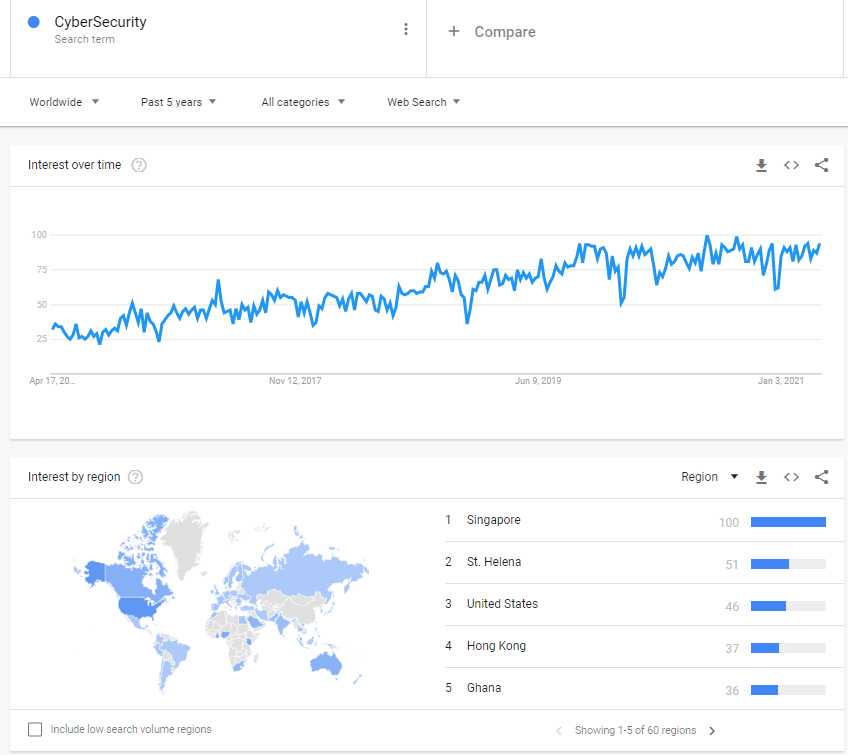 CyberSecurity
Search term
+ Compare
Worldwide
Past 5 years
All categories
Web Search
Interest over time ?
100
75
50
25
Apr 17, 20...
Nov 12, 2017
Jun 9, 2019
Jan 3, 2021
Interest by region ?
Region
1 Singapore 100
2 St. Helena 51
3 United States 46
4 Hong Kong 37
5 Ghana 36
Include low search volume regions
Showing 1-5 of 60 regions